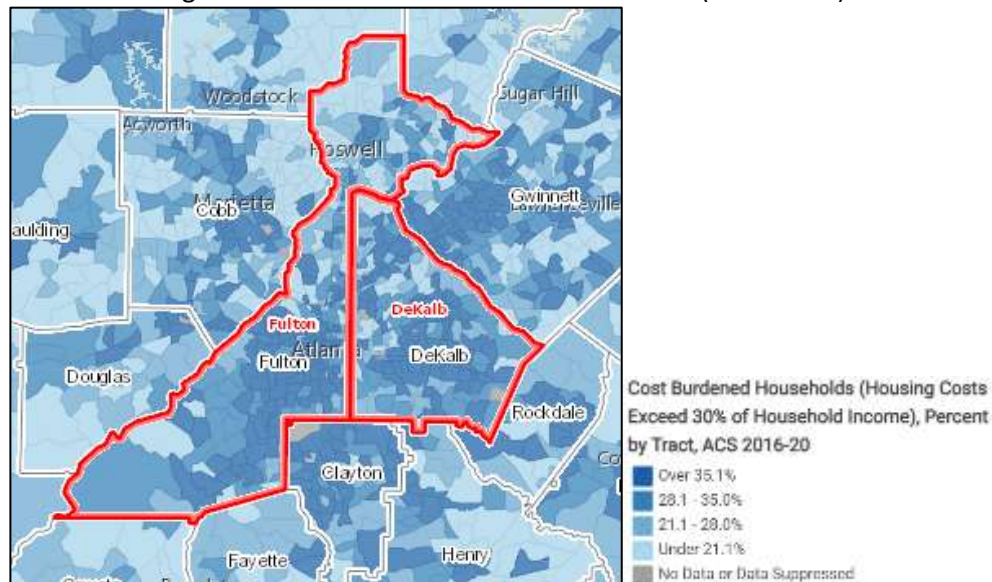 Woodstock
Sugar Hill
Acworth
Roswell
Marietta
Cobb
Gwinnett
Lawrenceville
aulding
Fulton
DeKalb
Atlanta
Fulton
DeKalb
Douglas
Rockdale
Clayton
Fayette
Henry
Cost Burdened Households (Housing Costs
Exceed 30% of Household Income), Percent
by Tract, ACS 2016-20
Over 35.1%
28.1 - 35.0%
21.1 - 28.0%
Under 21.1%
No Data or Data Suppressed